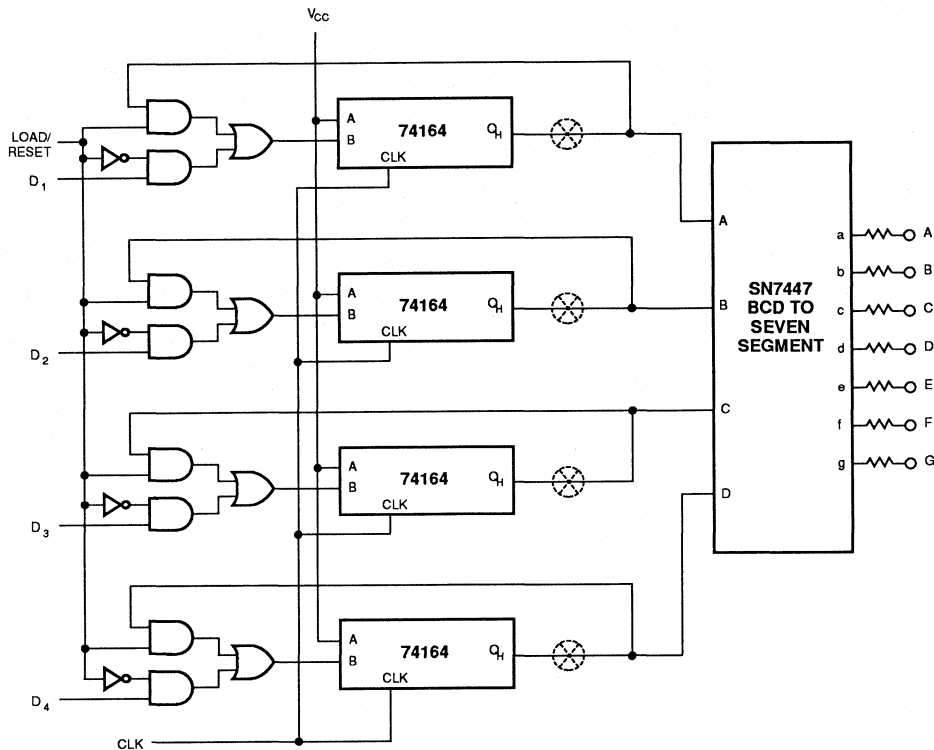 VCC
LOAD/
RESET
D1
A
B
74164
QH
CLK
D2
A
B
74164
QH
CLK
D3
A
B
74164
QH
CLK
D4
A
B
74164
QH
CLK
CLK
A
B
C
D
SN7447
BCD TO
SEVEN
SEGMENT
a
b
c
d
e
f
g
A
B
C
D
E
F
G